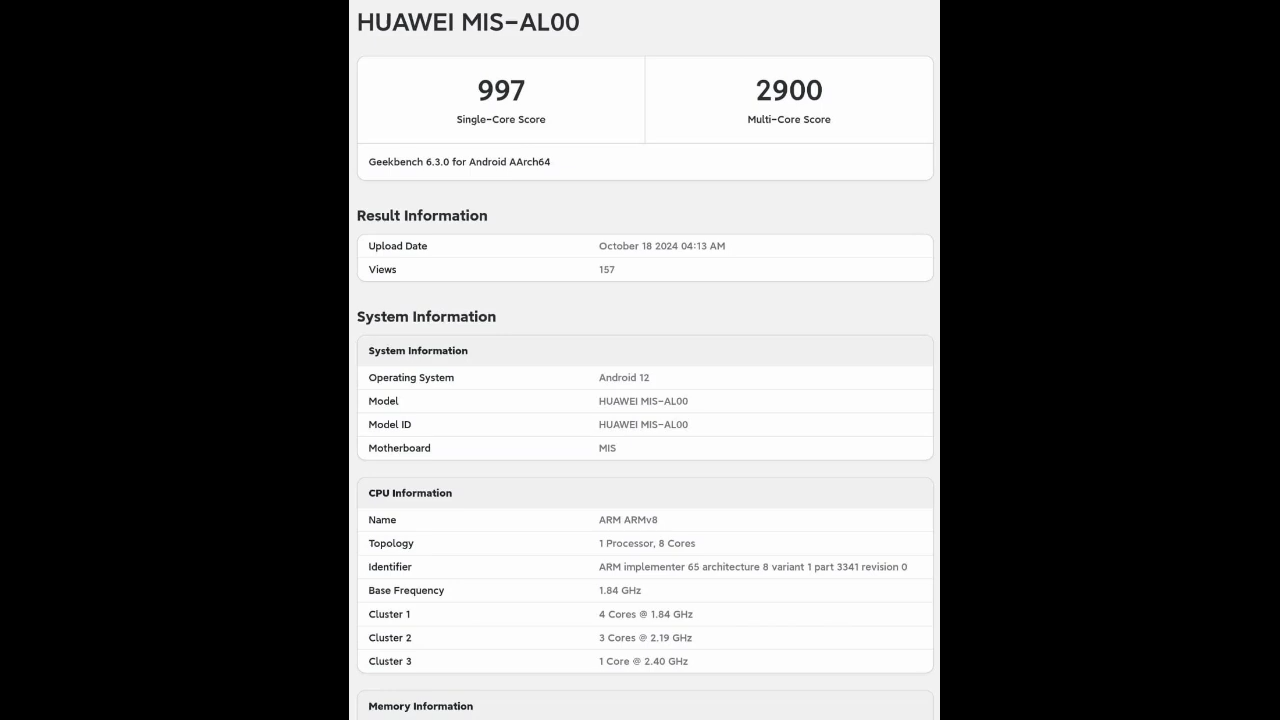 HUAWEI MIS-AL00
997
2900
Single-Core Score
Multi-Core Score
Geekbench 6.3.0 for Android AArch64
Result Information
Upload Date October 18 2024 04:13 AM
Views 157
System Information
System Information
Operating System Android 12
Model HUAWEI MIS-AL00
Model ID HUAWEI MIS-AL00
Motherboard MIS
CPU Information
Name ARM ARMv8
Topology 1 Processor, 8 Cores
Identifier ARM implementer 65 architecture 8 variant 1 part 3341 revision 0
Base Frequency 1.84 GHz
Cluster 1 4 Cores @ 1.84 GHz
Cluster 2 3 Cores @ 2.19 GHz
Cluster 3 1 Core @ 2.40 GHz
Memory Information